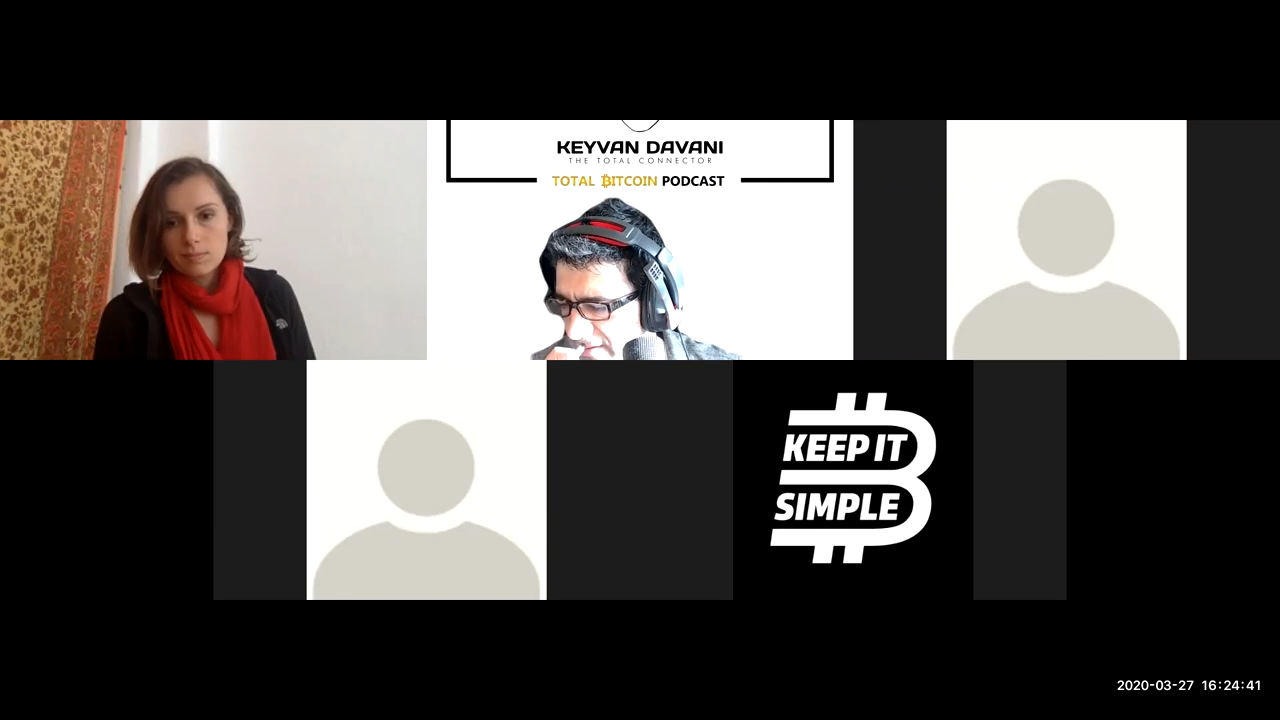 KEYVAN DAVANI
THE TOTAL CONNECTOR
TOTAL BITCOIN PODCAST
KEEP IT
SIMPLE
2020-03-27 16:24:41